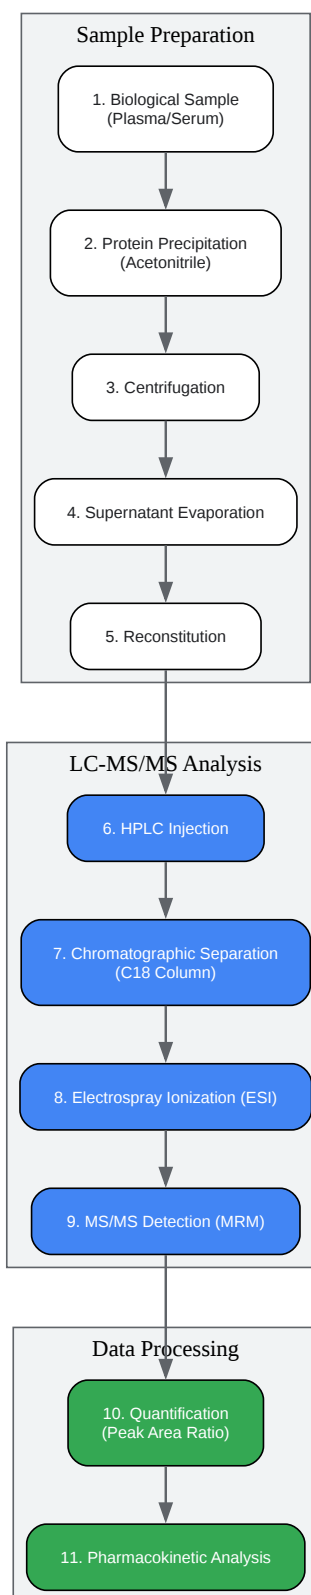 Sample Preparation
1. Biological Sample
(Plasma/Serum)
2. Protein Precipitation
(Acetonitrile)
3. Centrifugation
4. Supernatant Evaporation
5. Reconstitution
LC-MS/MS Analysis
6. HPLC Injection
7. Chromatographic Separation
(C18 Column)
8. Electrospray Ionization (ESI)
9. MS/MS Detection (MRM)
Data Processing
10. Quantification
(Peak Area Ratio)
11. Pharmacokinetic Analysis